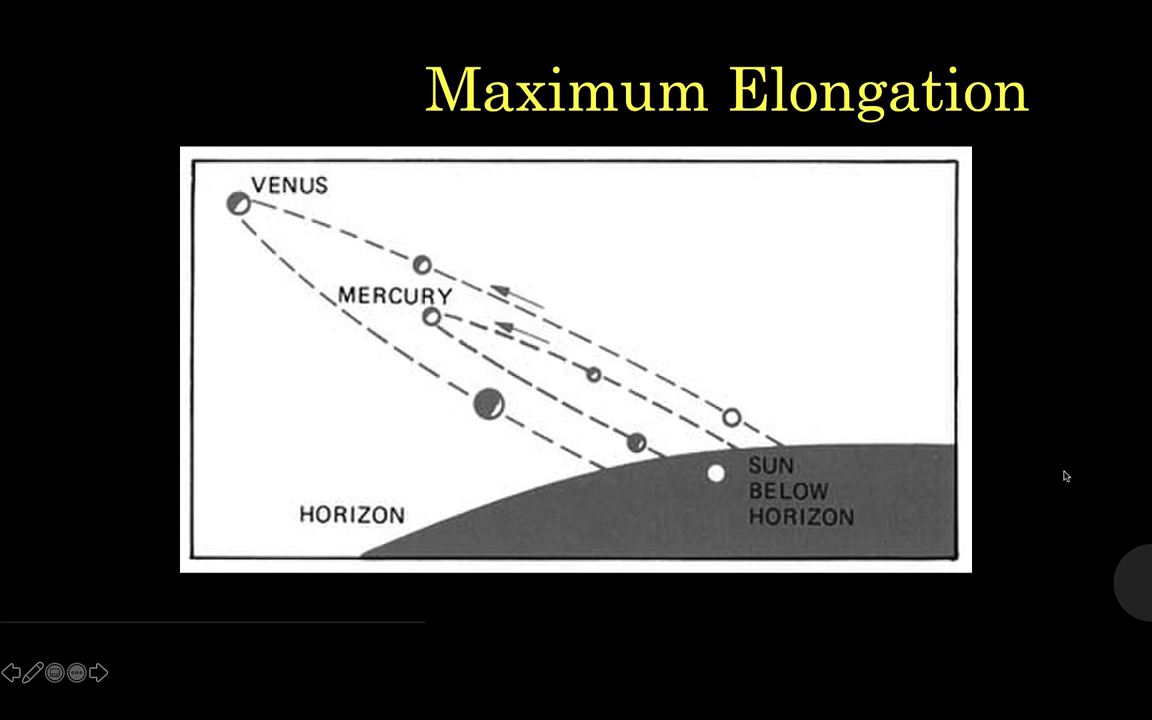 Maximum Elongation
VENUS
MERCURY
SUN
BELOW
HORIZON
HORIZON